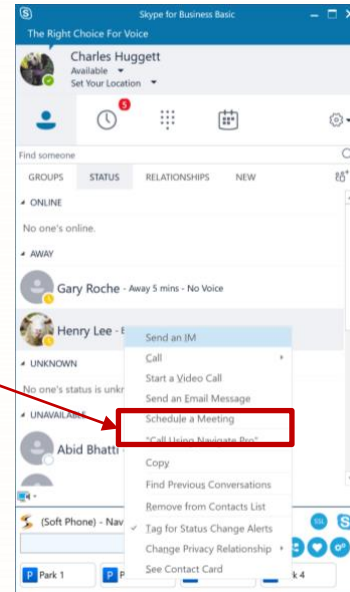 Skype for Business Basic
The Right Choice For Voice
Charles Huggett
Available
Set Your Location
5
Find someone
GROUPS STATUS RELATIONSHIPS NEW
ONLINE
No one's online.
AWAY
Gary Roche - Away 5 mins - No Voice
Henry Lee -
UNKNOWN
No one's status is unkn
UNAVAILABLE
Abid Bhatti
Send an IM
Call
Start a Video Call
Send an Email Message
Schedule a Meeting
"Call Using Navigate Pro"
Copy
Find Previous Conversations
Remove from Contacts List
Tag for Status Change Alerts
Change Privacy Relationship
See Contact Card
(Soft Phone) - Nav
SSL
P Park 1
P P
k 4